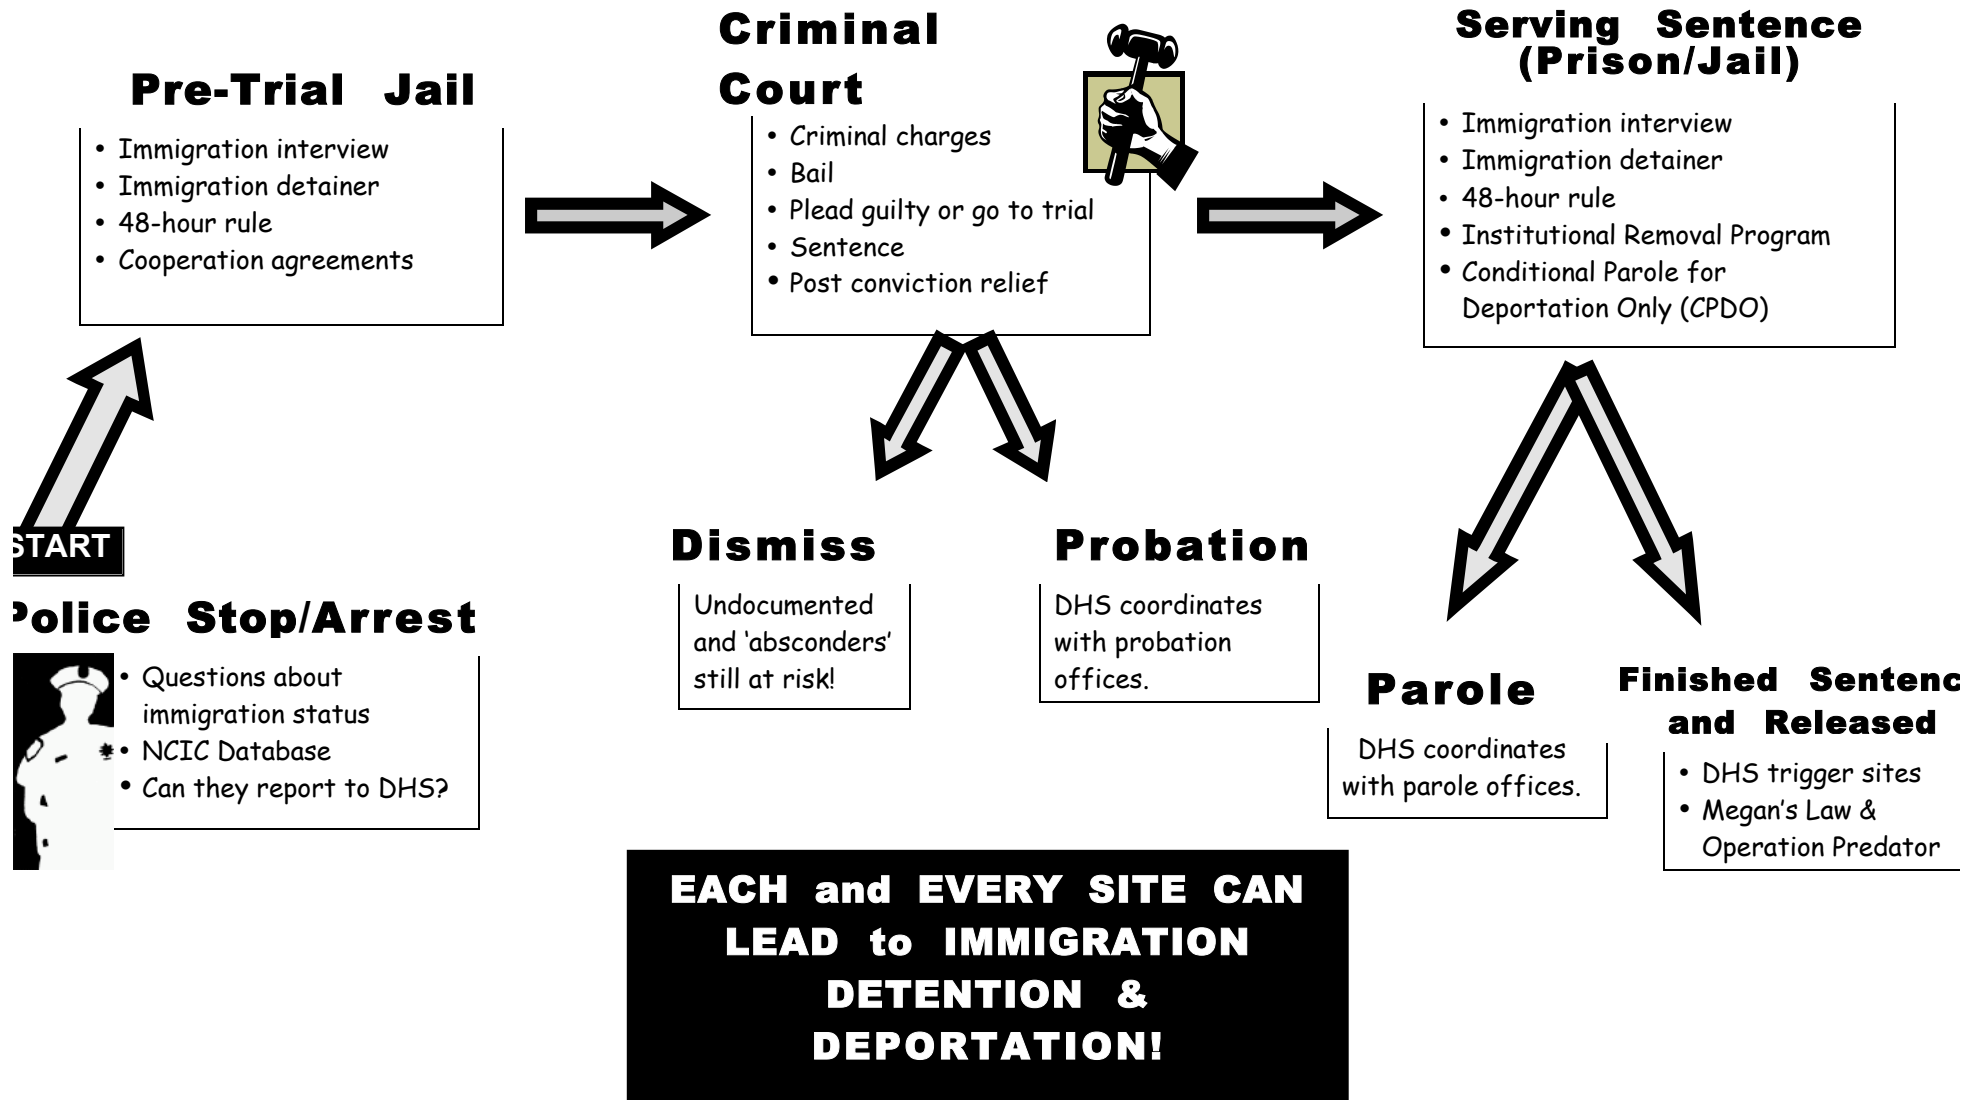 Pre-Trial Jail
• Immigration interview
• Immigration detainer
• 48-hour rule
• Cooperation agreements
Criminal
Court
• Criminal charges
• Bail
• Plead guilty or go to trial
• Sentence
• Post conviction relief
Serving Sentence
(Prison/Jail)
• Immigration interview
• Immigration detainer
• 48-hour rule
• Institutional Removal Program
• Conditional Parole for
Deportation Only (CPDO)
START
Police Stop/Arrest
• Questions about
immigration status
• NCIC Database
• Can they report to DHS?
Dismiss
Undocumented
and ‘absconders’
still at risk!
Probation
DHS coordinates
with probation
offices.
Parole
DHS coordinates
with parole offices.
Finished Sentenc
and Released
• DHS trigger sites
• Megan’s Law &
Operation Predator
EACH and EVERY SITE CAN
LEAD to IMMIGRATION
DETENTION &
DEPORTATION!